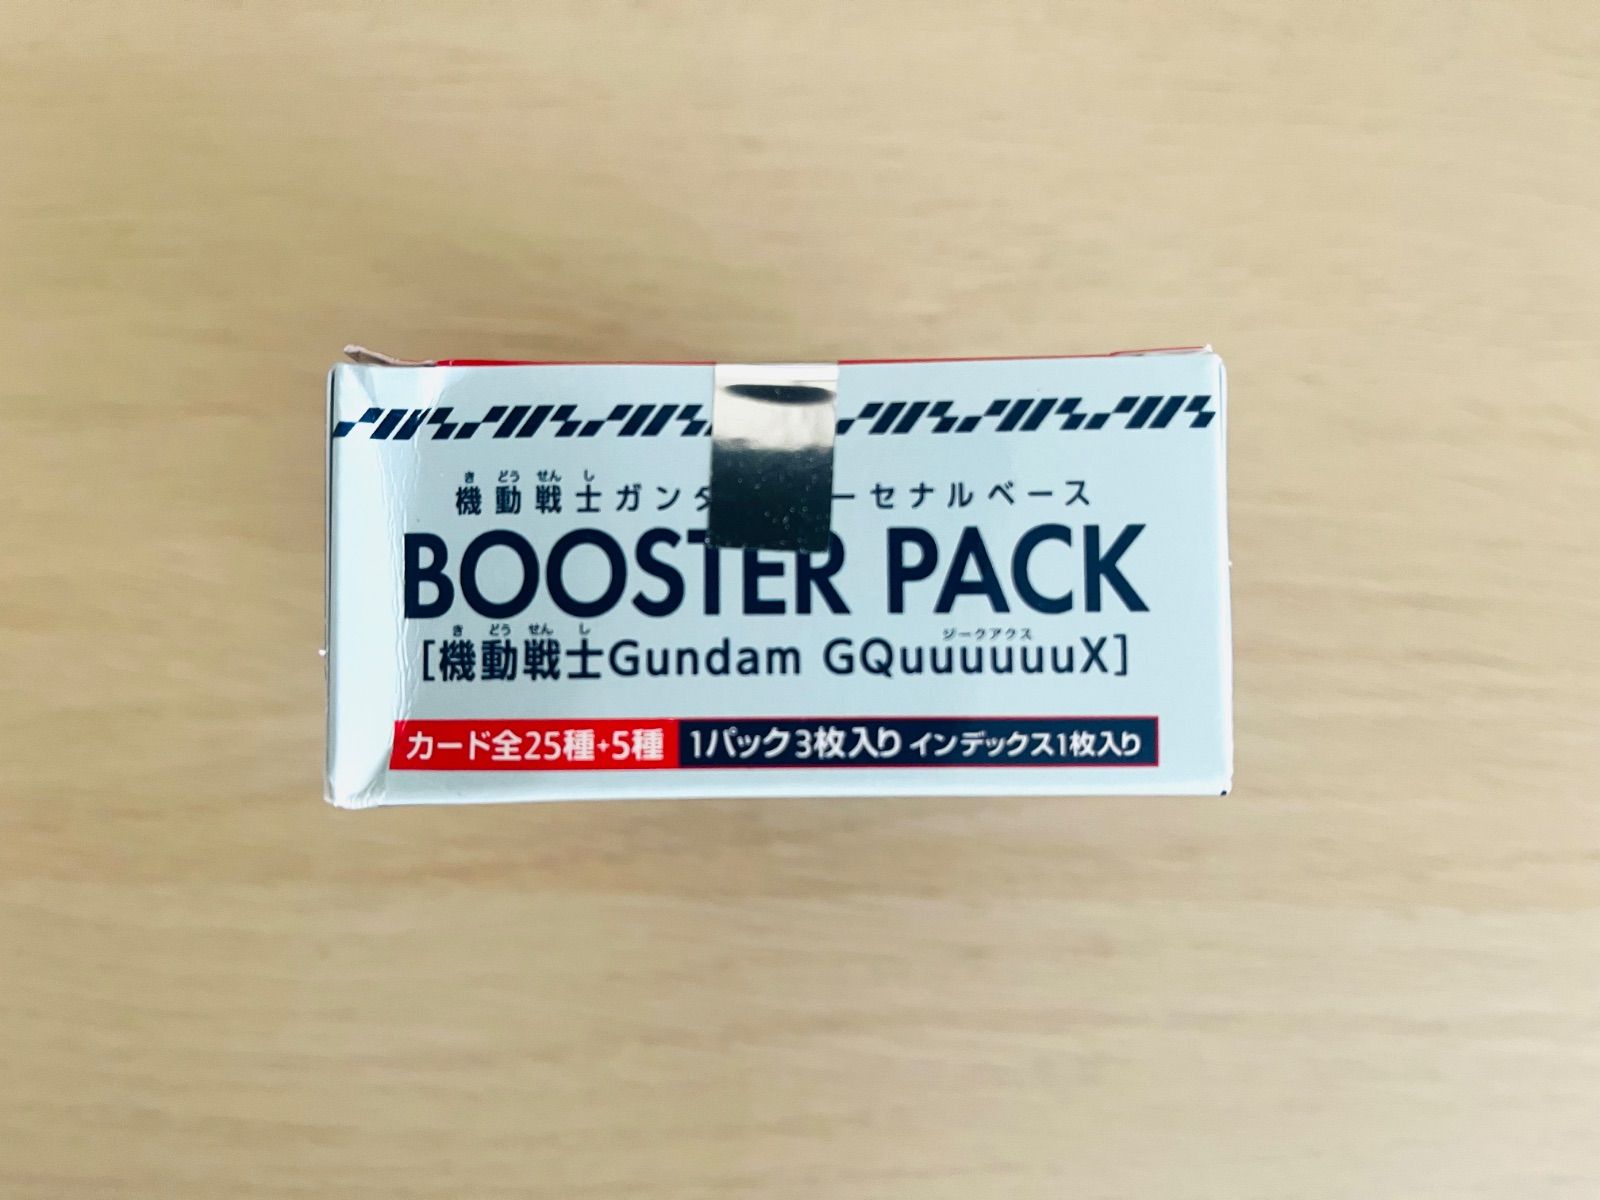 き どう せん し
機動戦士ガンダ ーセナルベース
BOOSTER PACK
き どう せん し ジークアクス
[機動戦士Gundam GQuuuuuuX]
カード全25種+5種 1パック3枚入り インデックス1枚入り